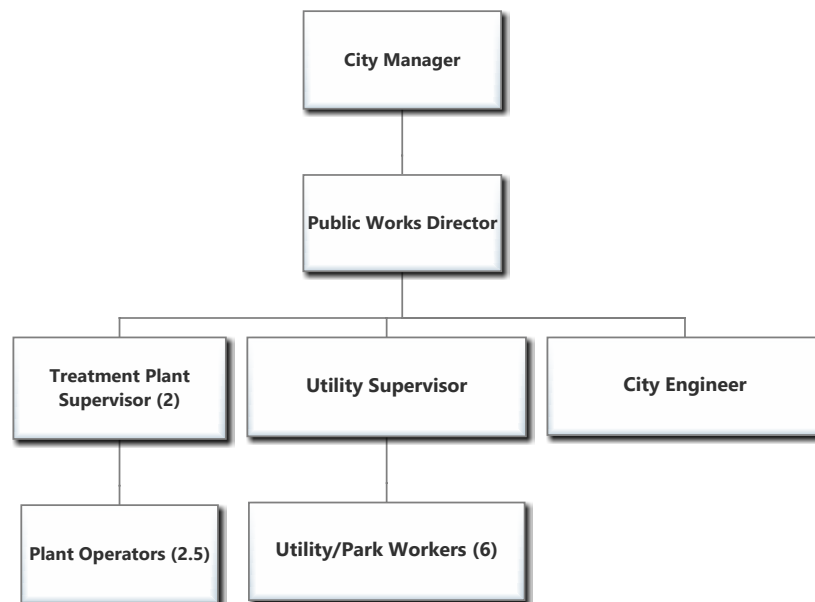 City Manager
Public Works Director
Treatment Plant
Supervisor (2)
Utility Supervisor
City Engineer
Plant Operators (2.5)
Utility/Park Workers (6)